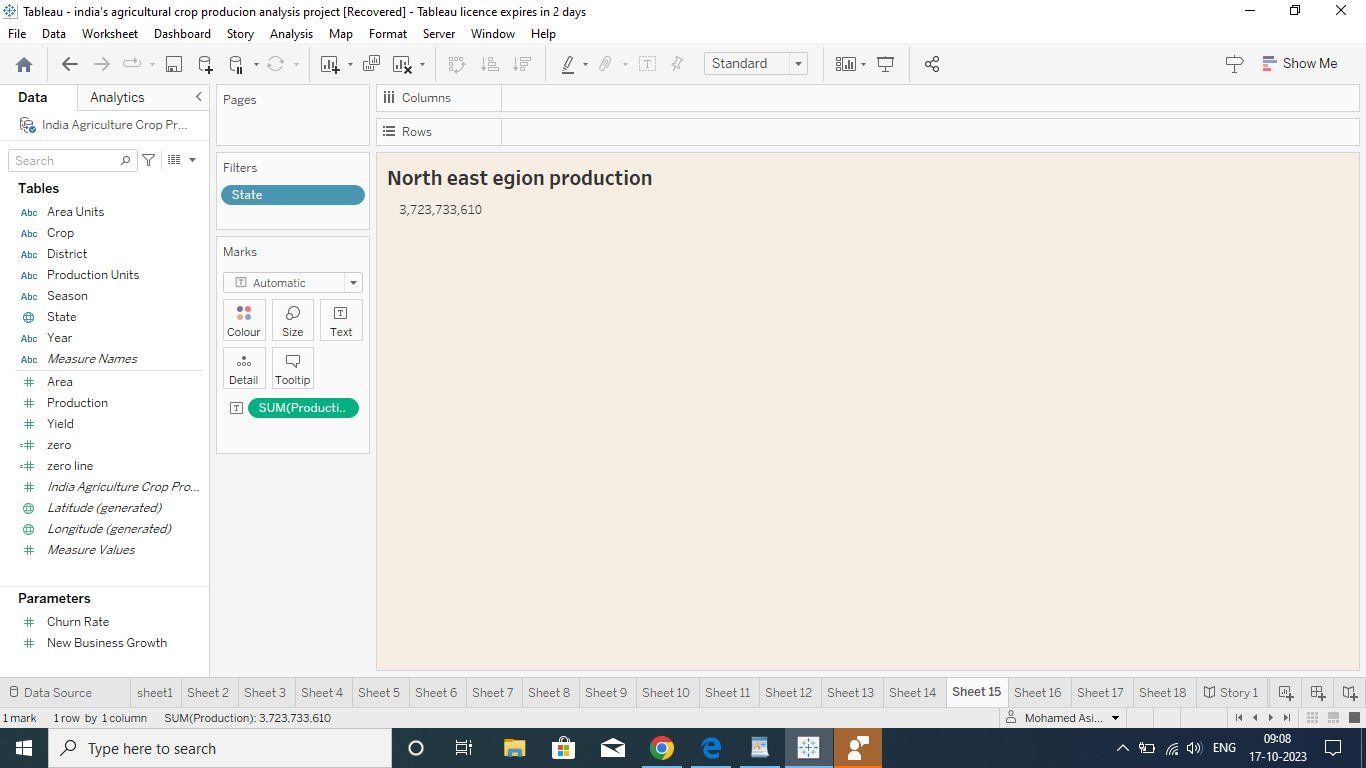 Tableau - india's agricultural crop producion analysis project [Recovered] - Tableau licence expires in 2 days
File Data Worksheet Dashboard Story Analysis Map Format Server Window Help
Standard
Show Me
Data
Analytics
India Agriculture Crop Pr...
Search
Tables
Abc Area Units
Abc Crop
Abc District
Abc Production Units
Abc Season
State
Abc Year
Abc Measure Names
# Area
# Production
# Yield
=# zero
=# zero line
# India Agriculture Crop Pro...
Latitude (generated)
Longitude (generated)
# Measure Values
Parameters
# Churn Rate
# New Business Growth
Pages
Filters
State
Marks
T Automatic
Colour
Size
T Text
Detail
Tooltip
T SUM(Producti..
Columns
Rows
North east egion production
3,723,733,610
Data Source sheet1 Sheet 2 Sheet 3 Sheet 4 Sheet 5 Sheet 6 Sheet 7 Sheet 8 Sheet 9 Sheet 10 Sheet 11 Sheet 12 Sheet 13 Sheet 14 Sheet 15 Sheet 16 Sheet 17 Sheet 18 Story 1
1 mark 1 row by 1 column SUM(Production): 3,723,733,610
Mohamed Asi...
Type here to search
ENG
09:08
17-10-2023